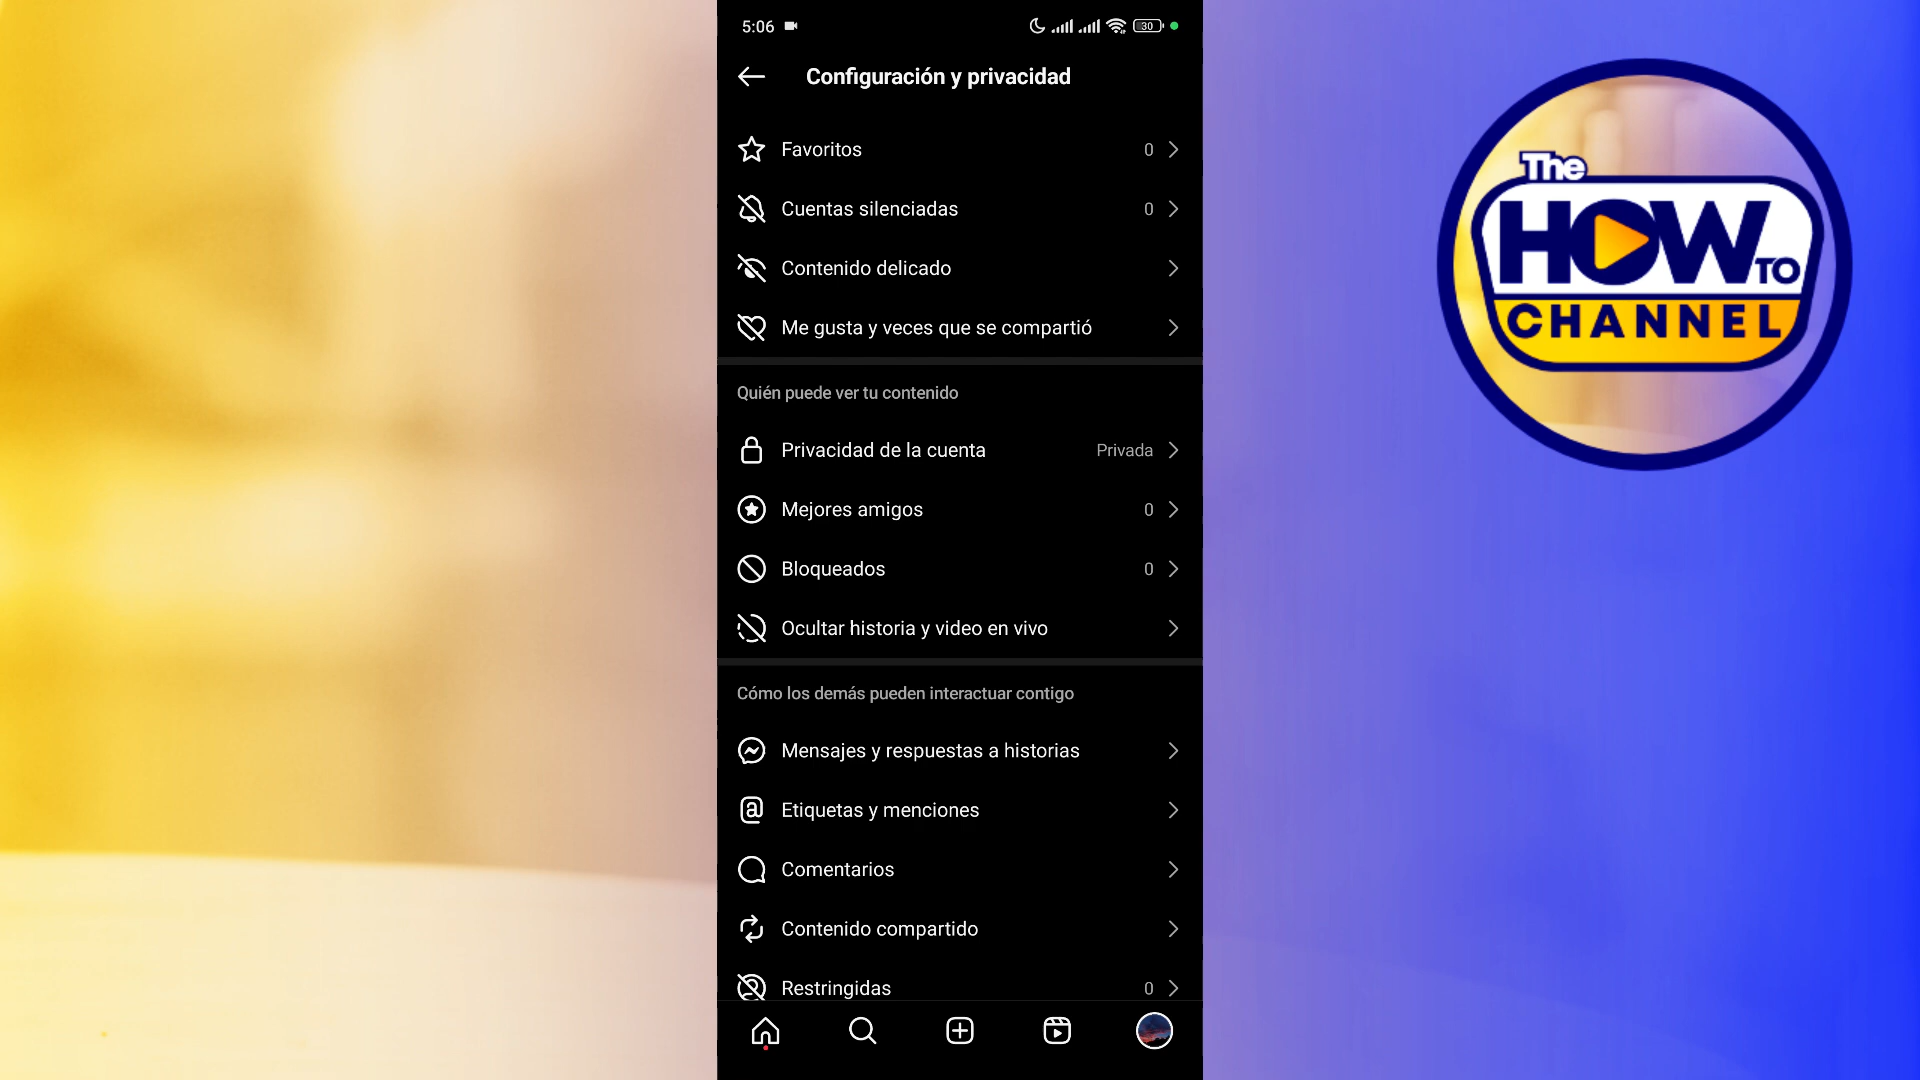 5:06
30
Configuración y privacidad
Favoritos 0
Cuentas silenciadas 0
Contenido delicado
Me gusta y veces que se compartió
Quién puede ver tu contenido
Privacidad de la cuenta Privada
Mejores amigos 0
Bloqueados 0
Ocultar historia y video en vivo
Cómo los demás pueden interactuar contigo
Mensajes y respuestas a historias
Etiquetas y menciones
Comentarios
Contenido compartido
Restringidas 0
The
HOW TO
CHANNEL